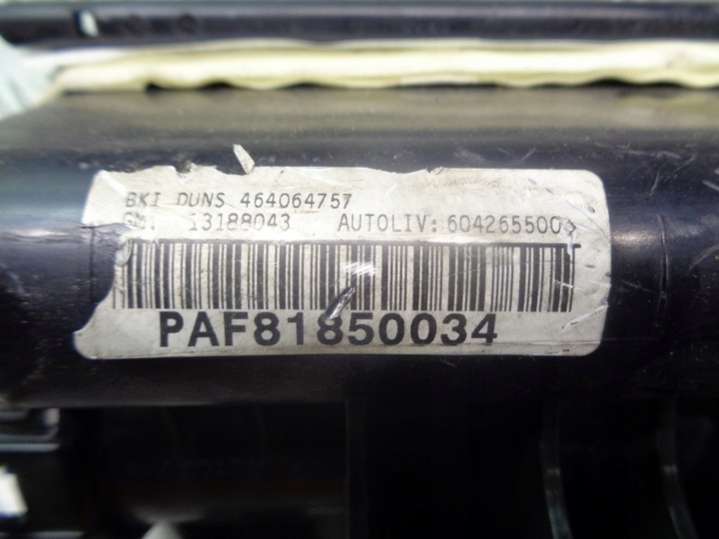 BKI DUNS 464064757
GM. 13188043 AUTOLIV: 604265500
PAF81850034